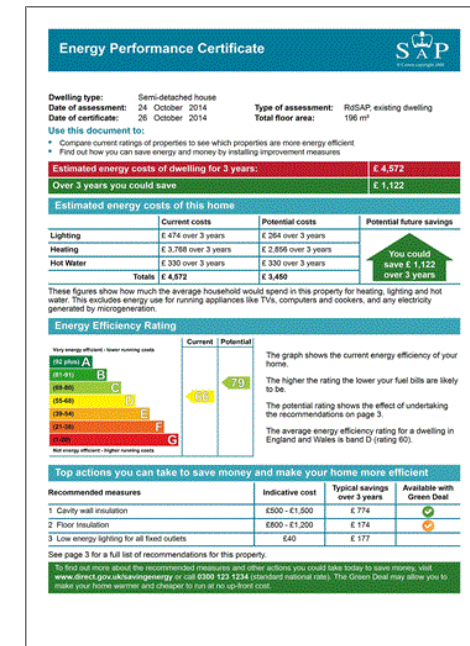 Energy Performance Certificate
SAP
© Crown copyright 2009
Dwelling type: Semi-detached house
Date of assessment: 24 October 2014 Type of assessment: RdSAP, existing dwelling
Date of certificate: 26 October 2014 Total floor area: 196 m²
Use this document to:
• Compare current ratings of properties to see which properties are more energy efficient
• Find out how you can save energy and money by installing improvement measures
Estimated energy costs of dwelling for 3 years: £ 4,572
Over 3 years you could save £ 1,122
Estimated energy costs of this home
Current costs Potential costs Potential future savings
Lighting £ 474 over 3 years £ 264 over 3 years
Heating £ 3,768 over 3 years £ 2,856 over 3 years
Hot Water £ 330 over 3 years £ 330 over 3 years
Totals £ 4,572 £ 3,450
You could
save £ 1,122
over 3 years
These figures show how much the average household would spend in this property for heating, lighting and hot
water. This excludes energy use for running appliances like TVs, computers and cookers, and any electricity
generated by microgeneration.
Energy Efficiency Rating
Current Potential
Very energy efficient - lower running costs
(92 plus) A
(81-91) B
(69-80) C
(55-68) D
(39-54) E
(21-38) F
(1-20) G
Not energy efficient - higher running costs
66
79
The graph shows the current energy efficiency of your
home.
The higher the rating the lower your fuel bills are likely
to be.
The potential rating shows the effect of undertaking
the recommendations on page 3.
The average energy efficiency rating for a dwelling in
England and Wales is band D (rating 60).
Top actions you can take to save money and make your home more efficient
Recommended measures Indicative cost Typical savings over 3 years Available with Green Deal
1 Cavity wall insulation £500 - £1,500 £ 774
2 Floor Insulation £800 - £1,200 £ 174
3 Low energy lighting for all fixed outlets £40 £ 177
See page 3 for a full list of recommendations for this property.
To find out more about the recommended measures and other actions you could take today to save money, visit
www.direct.gov.uk/savingenergy or call 0300 123 1234 (standard national rate). The Green Deal may allow you to
make your home warmer and cheaper to run at no up-front cost.